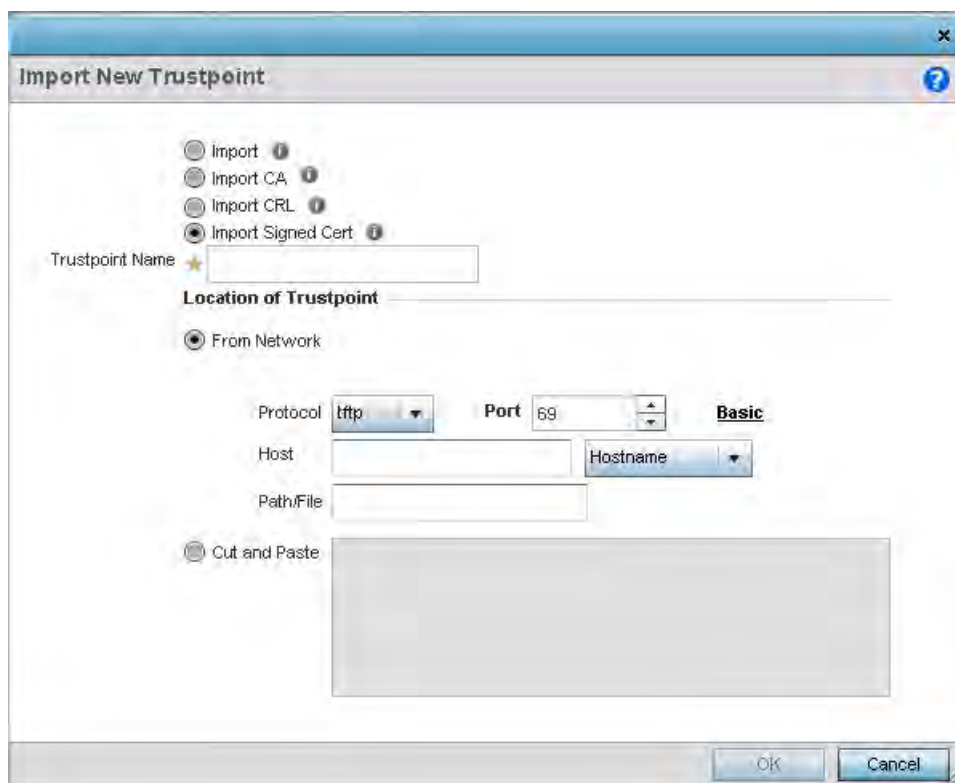 Import New Trustpoint
Import
Import CA
Import CRL
Import Signed Cert
Trustpoint Name
Location of Trustpoint
From Network
Protocol tftp Port 69 Basic
Host Hostname
Path/File
Cut and Paste
OK Cancel